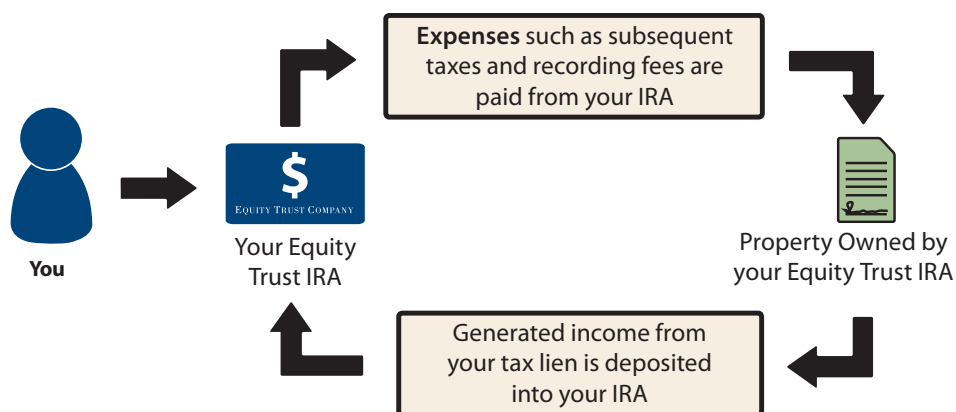 Expenses such as subsequent
taxes and recording fees are
paid from your IRA
$
EQUITY TRUST COMPANY
You
Your Equity
Trust IRA
Property Owned by
your Equity Trust IRA
Generated income from
your tax lien is deposited
into your IRA